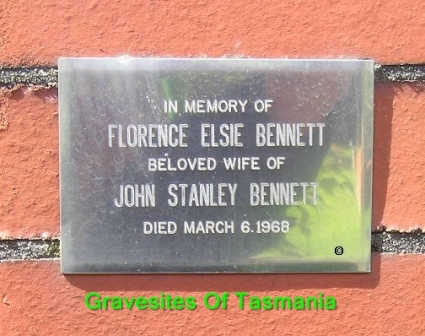 IN MEMORY OF
FLORENCE ELSIE BENNETT
BELOVED WIFE OF
JOHN STANLEY BENNETT
DIED MARCH 6.1968
©
Gravesites Of Tasmania